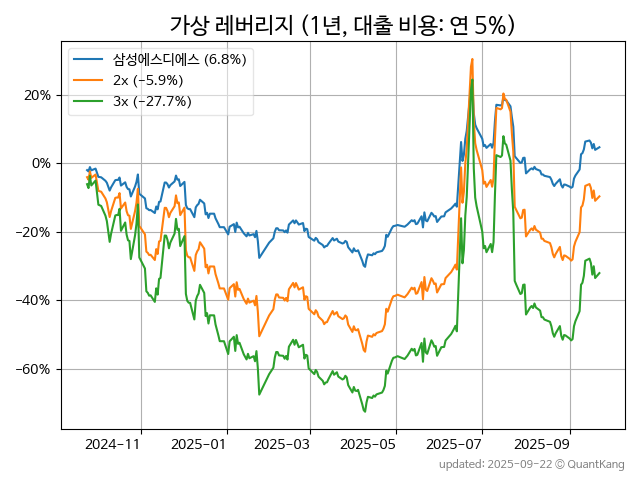 가상 레버리지 (1년, 대출 비용: 연 5%)
삼성에스디에스 (6.8%)
2x (−5.9%)
3x (−27.7%)
20%
0%
−20%
−40%
−60%
2024-11
2025-01
2025-03
2025-05
2025-07
2025-09
updated: 2025-09-22 © QuantKang